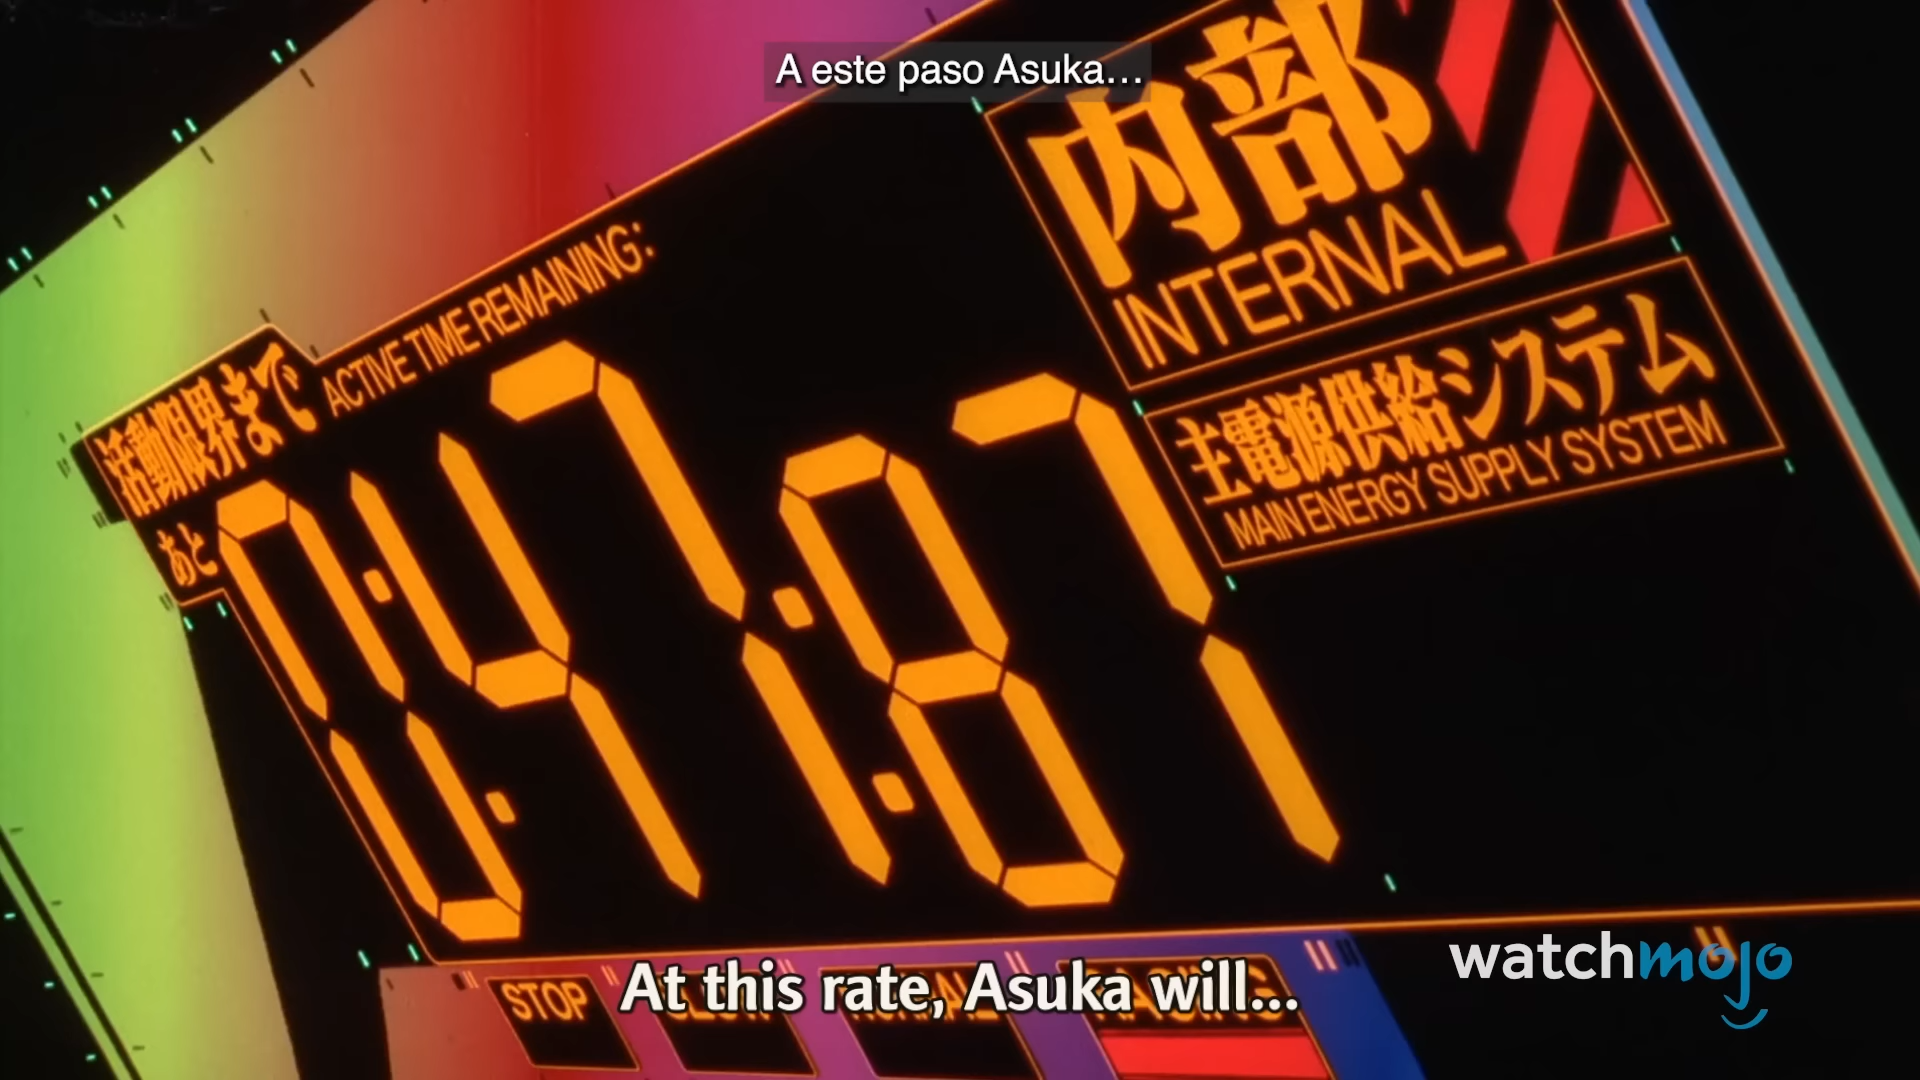 A este paso Asuka...
内部
INTERNAL
主電源供給システム
MAIN ENERGY SUPPLY SYSTEM
活動限界まで
ACTIVE TIME REMAINING:
あと
0:47:87
STOP
At this rate, Asuka will...
watchmojo